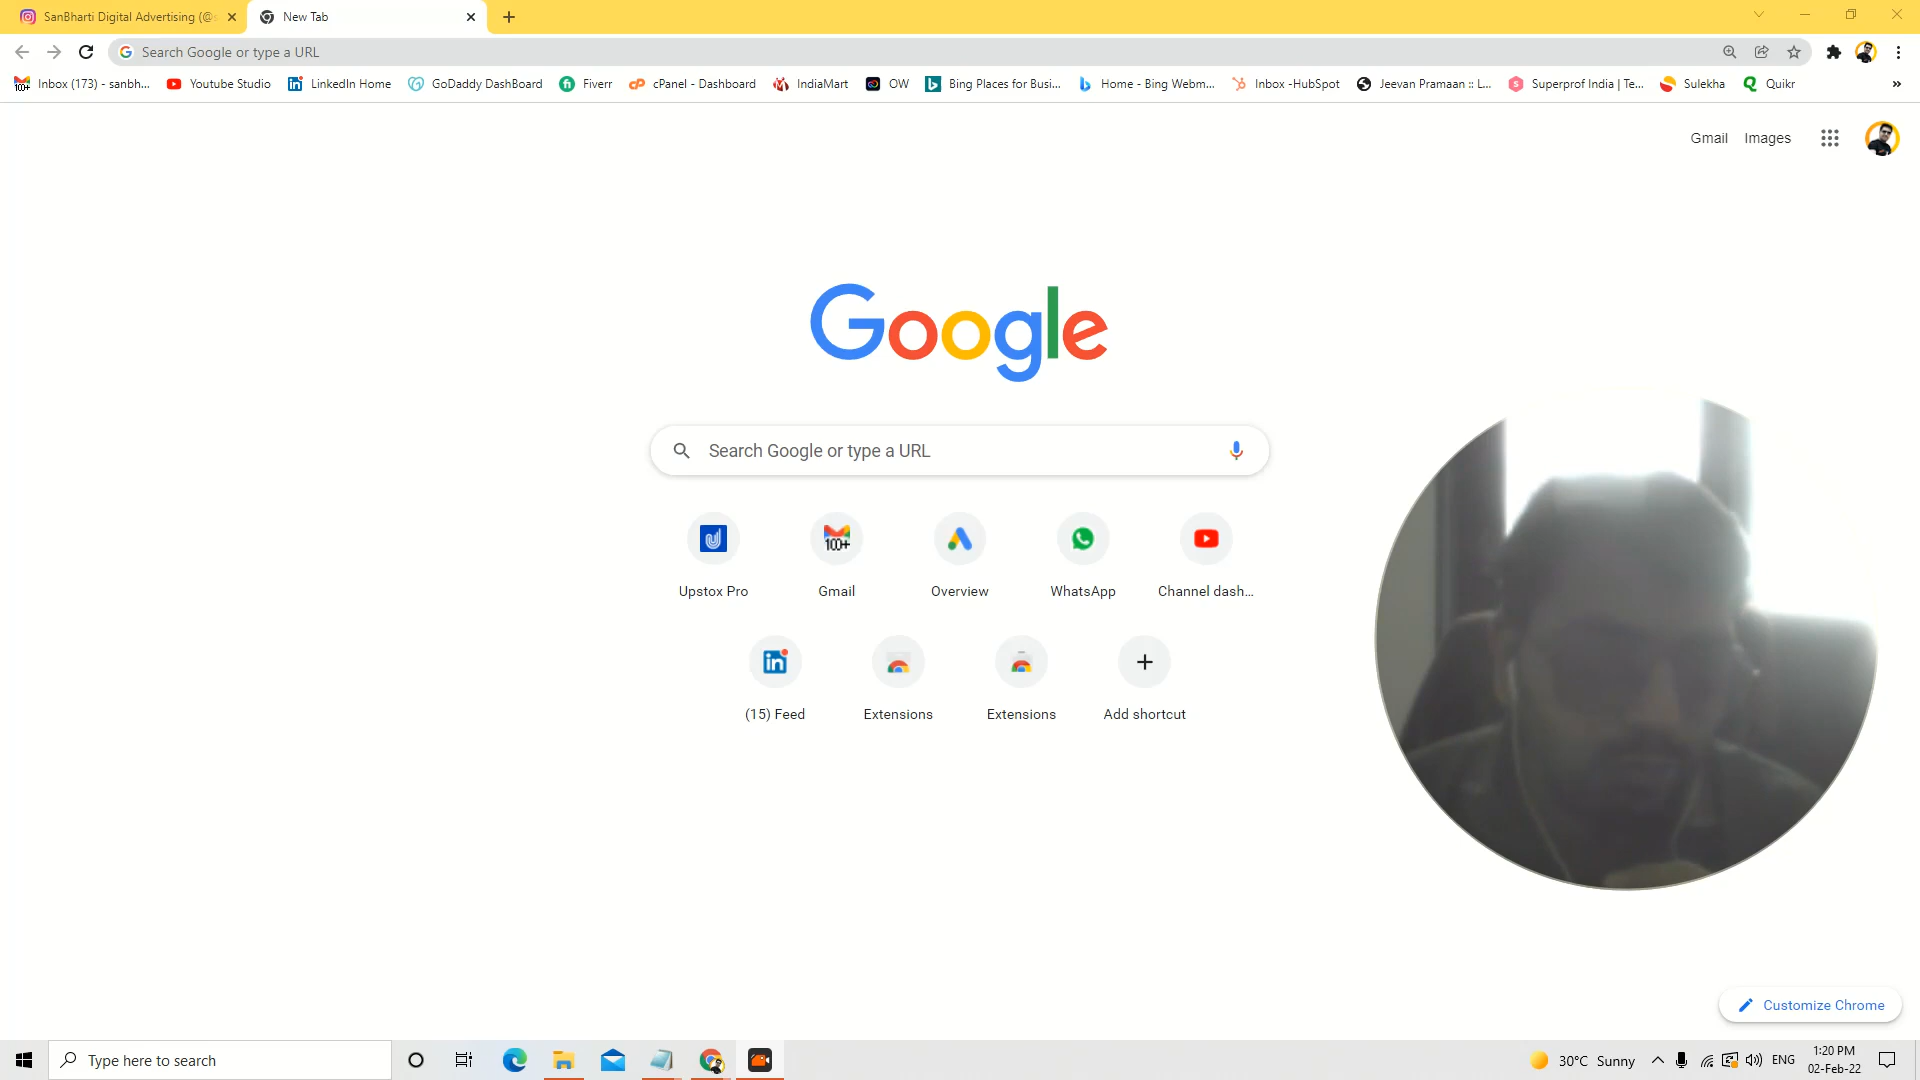 SanBharti Digital Advertising (@s
New Tab
Search Google or type a URL
Inbox (173) - sanbh...
Youtube Studio
LinkedIn Home
GoDaddy DashBoard
Fiverr
cPanel - Dashboard
IndiaMart
OW
Bing Places for Busi...
Home - Bing Webm...
Inbox -HubSpot
Jeevan Pramaan :: L...
Superprof India | Te...
Sulekha
Quikr
»
Gmail
Images
Google
Search Google or type a URL
100+
Upstox Pro
Gmail
Overview
WhatsApp
Channel dash...
in
(15) Feed
Extensions
Extensions
Add shortcut
Customize Chrome
Type here to search
30°C Sunny
ENG
1:20 PM
02-Feb-22